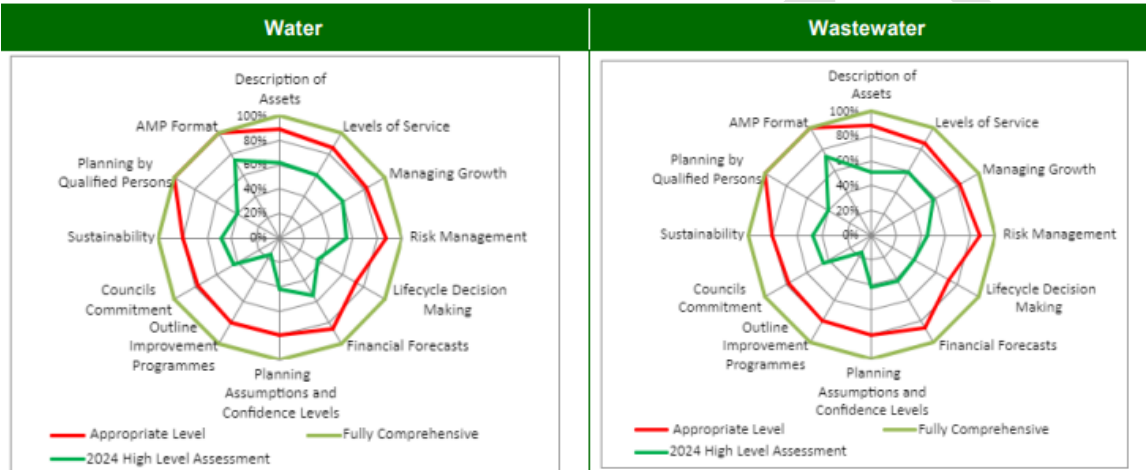 Water
Wastewater
Description of
Assets
100%
80%
60%
40%
20%
0%
Levels of Service
Managing Growth
Risk Management
Lifecycle Decision
Making
Financial Forecasts
Planning
Assumptions and
Confidence Levels
Outline
Improvement
Programmes
Councils
Commitment
Sustainability
Planning by
Qualified Persons
AMP Format
Appropriate Level
Fully Comprehensive
2024 High Level Assessment
Description of
Assets
100%
80%
60%
40%
20%
0%
Levels of Service
Managing Growth
Risk Management
Lifecycle Decision
Making
Financial Forecasts
Planning
Assumptions and
Confidence Levels
Outline
Improvement
Programmes
Councils
Commitment
Sustainability
Planning by
Qualified Persons
AMP Format
Appropriate Level
Fully Comprehensive
2024 High Level Assessment